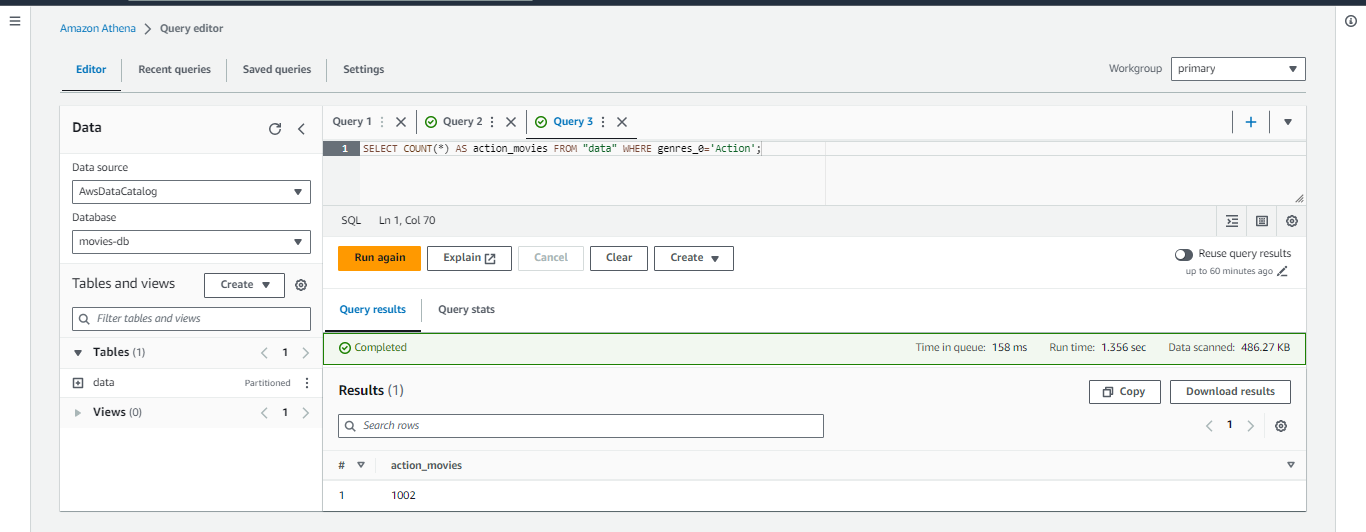 Amazon Athena > Query editor
Editor Recent queries Saved queries Settings
Workgroup primary
Data
Data source
AwsDataCatalog
Database
movies-db
Tables and views Create
Filter tables and views
Tables (1) < 1 >
data Partitioned
Views (0) < 1 >
Query 1 Query 2 Query 3
1 SELECT COUNT(*) AS action_movies FROM "data" WHERE genres_0='Action';
SQL Ln 1, Col 70
Run again Explain Cancel Clear Create
Reuse query results
up to 60 minutes ago
Query results Query stats
Completed Time in queue: 158 ms Run time: 1.356 sec Data scanned: 486.27 KB
Results (1) Copy Download results
Search rows < 1 >
# action_movies
1 1002